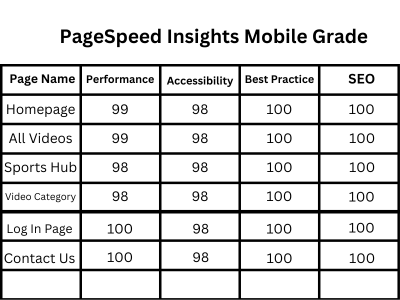 PageSpeed Insights Mobile Grade
Page Name Performance Accessibility Best Practice SEO
Homepage 99 98 100 100
All Videos 99 98 100 100
Sports Hub 98 98 100 100
Video Category 98 98 100 100
Log In Page 100 98 100 100
Contact Us 100 98 100 100